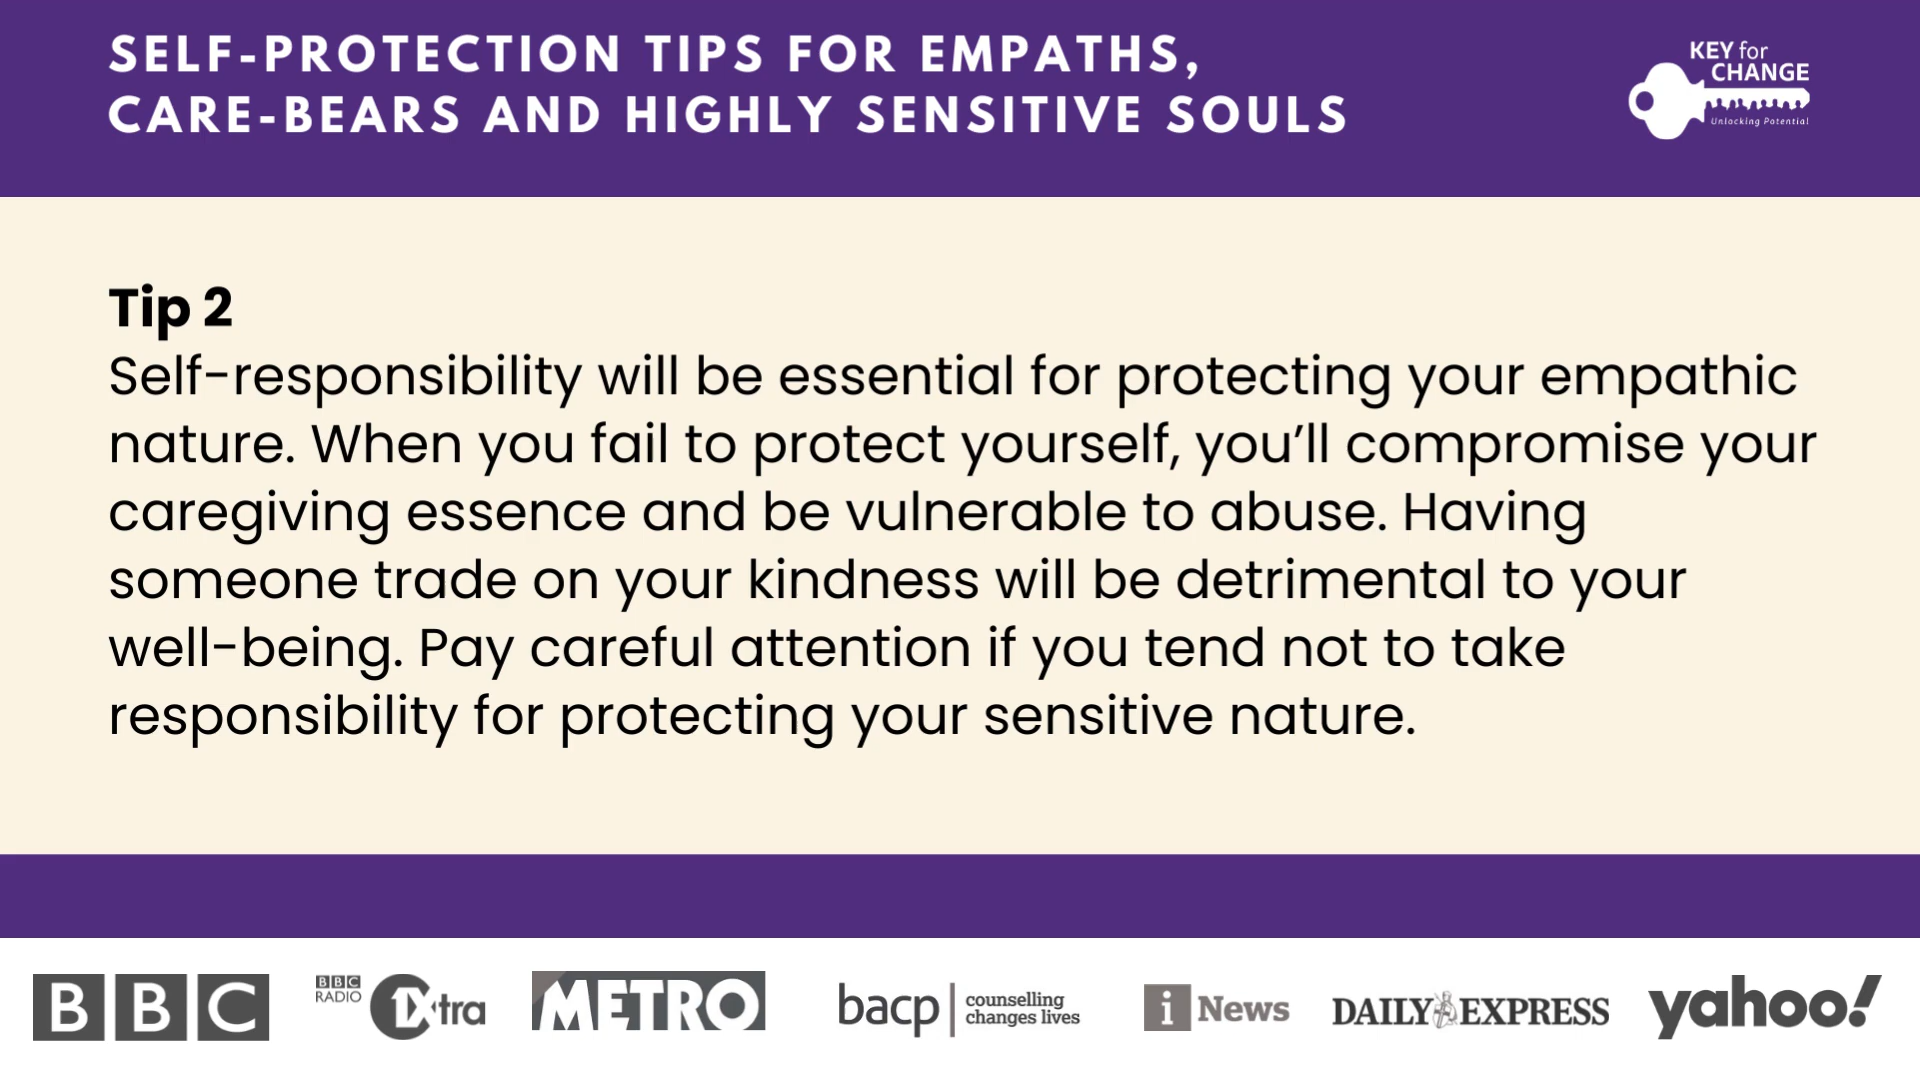 SELF-PROTECTION TIPS FOR EMPATHS,
CARE-BEARS AND HIGHLY SENSITIVE SOULS
KEY for
CHANGE
Unlocking Potential
Tip 2
Self-responsibility will be essential for protecting your empathic
nature. When you fail to protect yourself, you’ll compromise your
caregiving essence and be vulnerable to abuse. Having
someone trade on your kindness will be detrimental to your
well-being. Pay careful attention if you tend not to take
responsibility for protecting your sensitive nature.
BBC
BBC
RADIO
1Xtra
METRO
bacp
counselling
changes lives
i News
DAILY EXPRESS
yahoo!